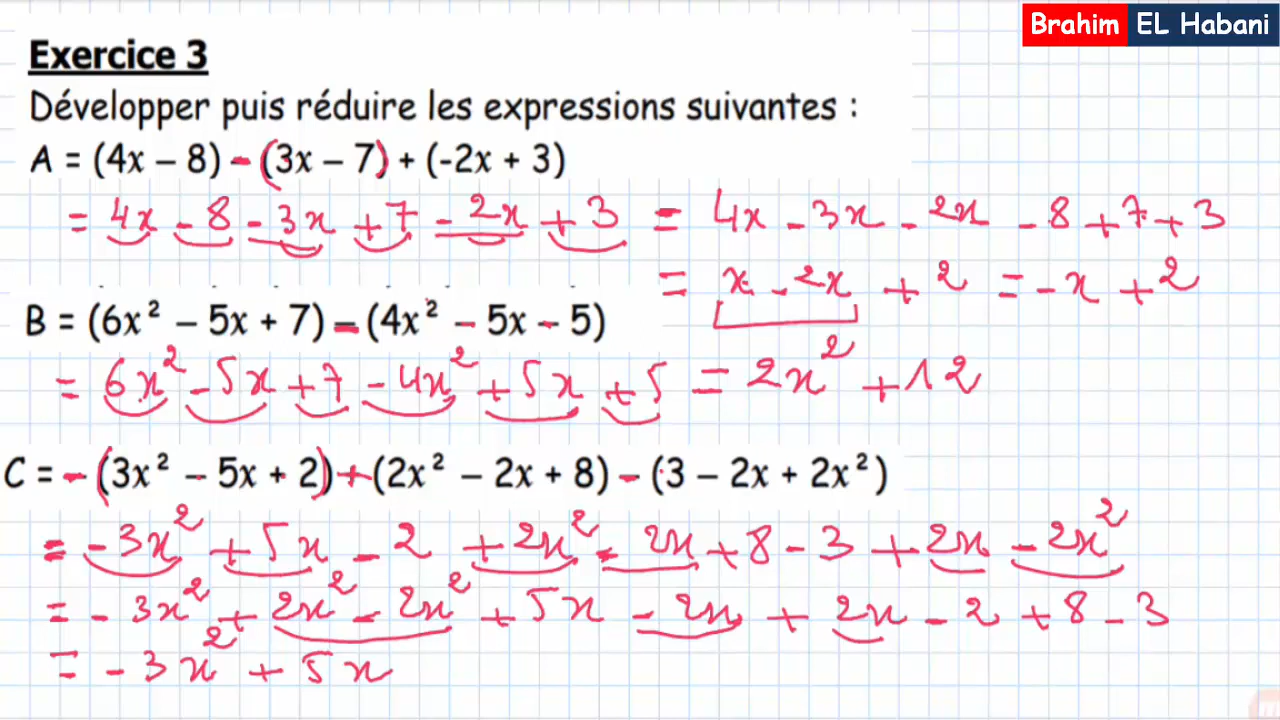 Brahim EL Habani
Exercice 3
Développer puis réduire les expressions suivantes :
A = (4x – 8) - (3x – 7) + (-2x + 3)
= 4x - 8 - 3x + 7 - 2x + 3 = 4x - 3x - 2x - 8 + 7 + 3
= x - 2x + 2 = - x + 2
B = (6x² – 5x + 7) – (4x² – 5x – 5)
= 6x² - 5x + 7 - 4x² + 5x + 5 = 2x² + 12
C = - (3x² – 5x + 2) + (2x² – 2x + 8) - (3 – 2x + 2x²)
= - 3x² + 5x - 2 + 2x² - 2x + 8 - 3 + 2x - 2x²
= - 3x² + 2x² - 2x² + 5x - 2x + 2x - 2 + 8 - 3
= - 3x² + 5x